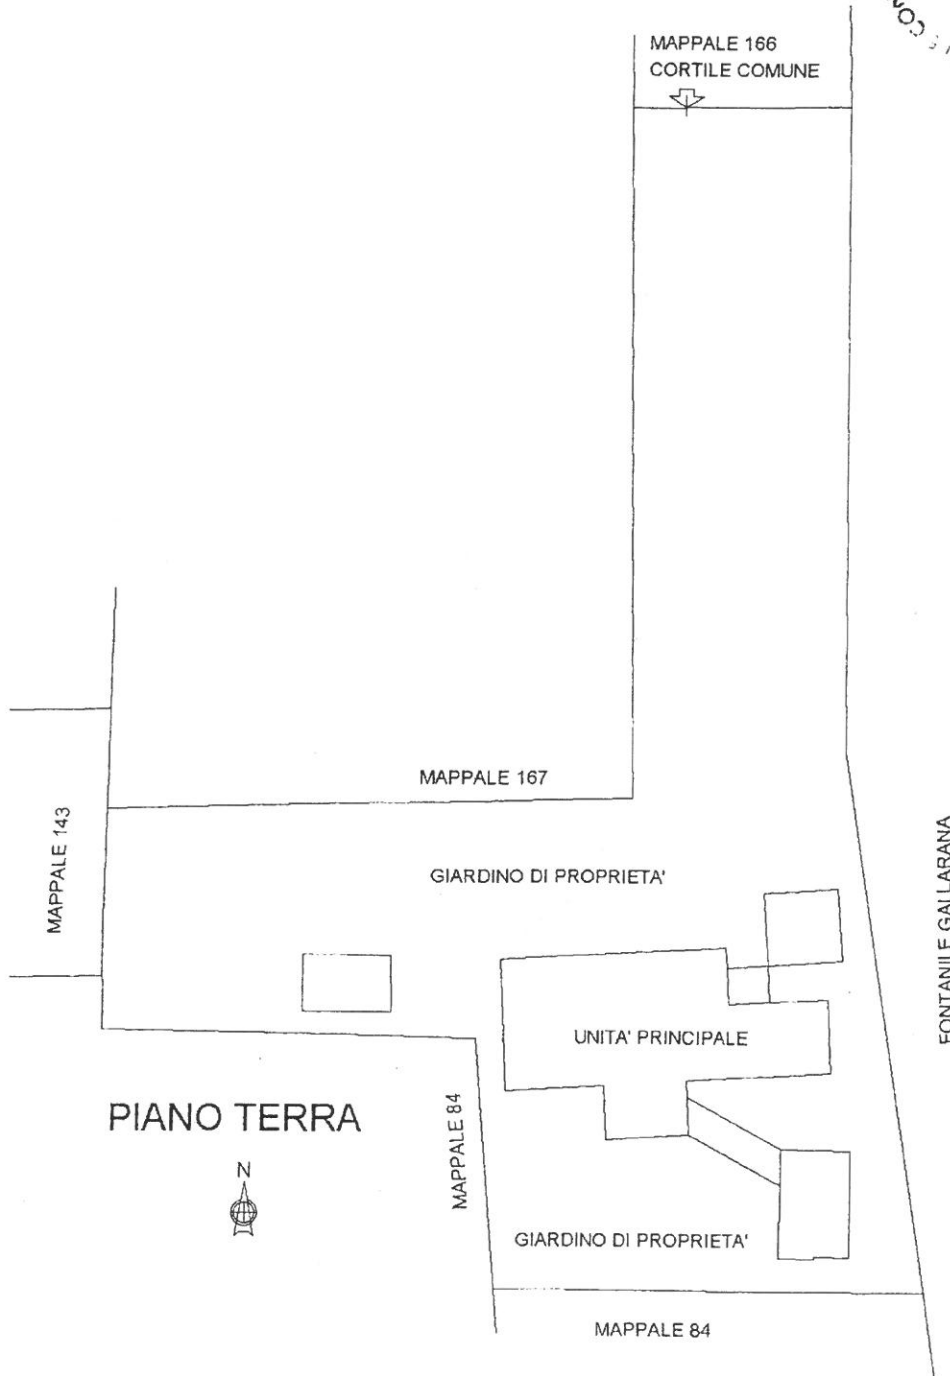 MAPPALE 166
CORTILE COMUNE
MAPPALE 167
MAPPALE 143
GIARDINO DI PROPRIETA'
FONTANILE GALLARANA
UNITA' PRINCIPALE
PIANO TERRA
N
MAPPALE 84
GIARDINO DI PROPRIETA'
MAPPALE 84